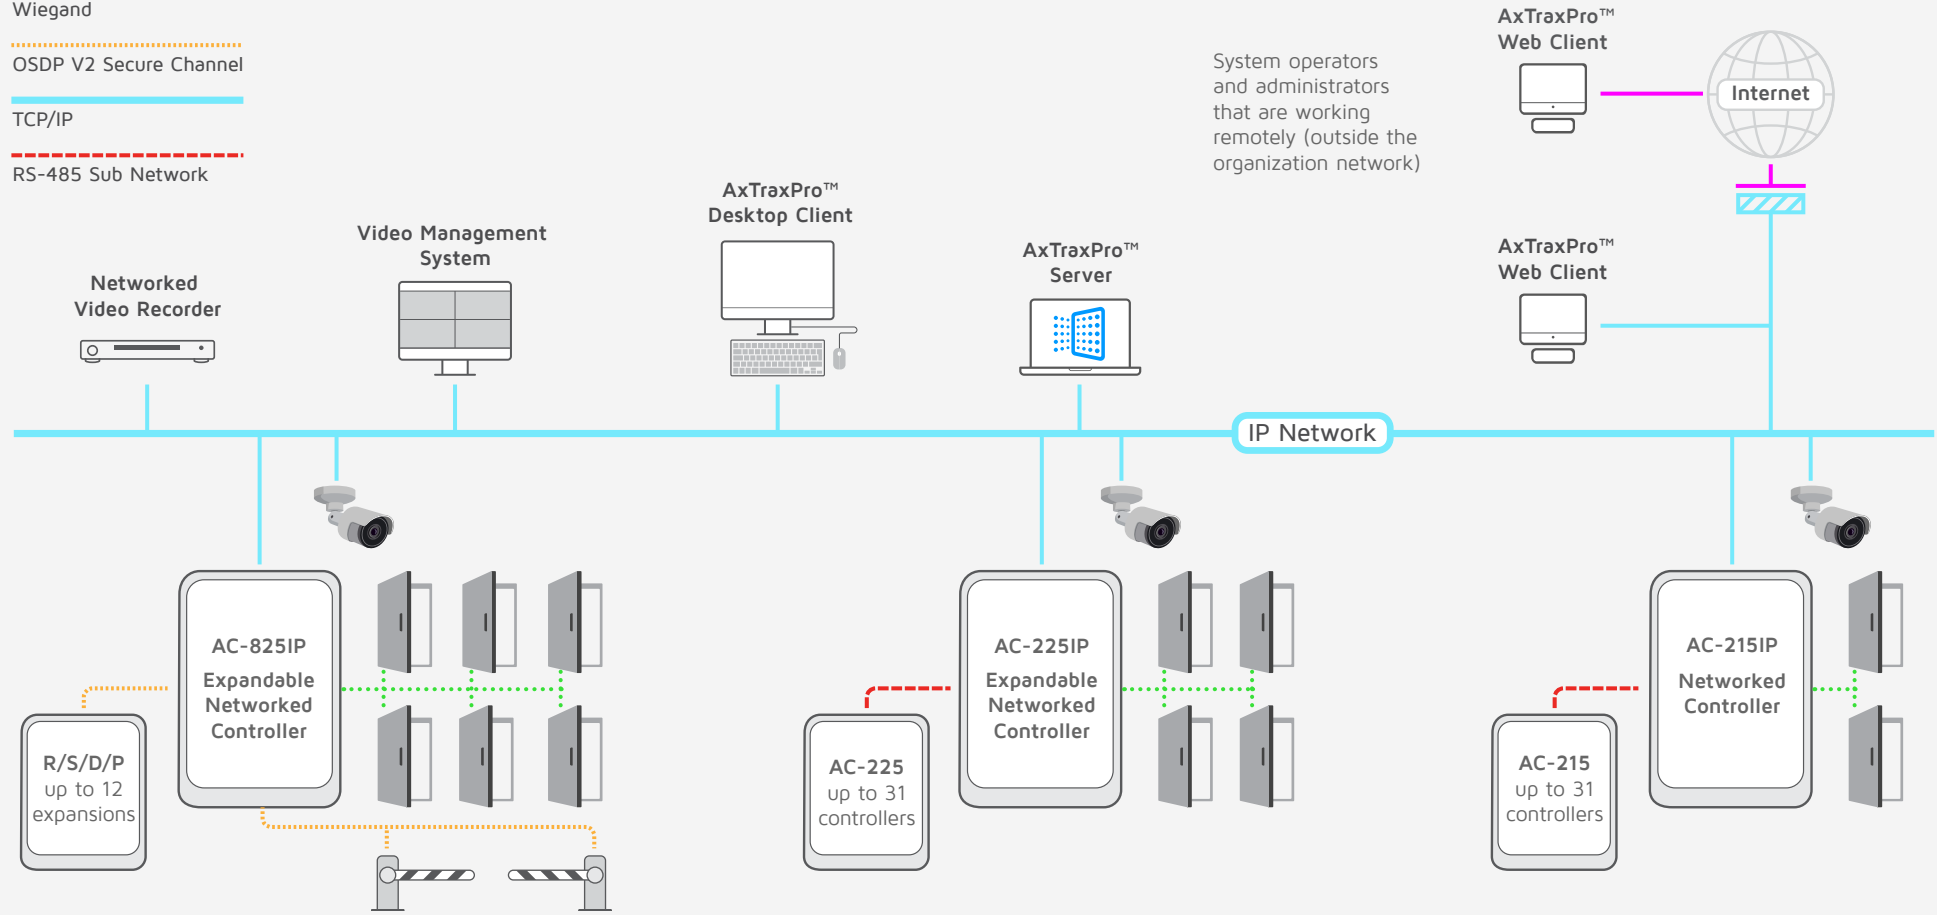 Wiegand
OSDP V2 Secure Channel
TCP/IP
RS-485 Sub Network
Networked
Video Recorder
Video Management
System
AxTraxPro™
Desktop Client
AxTraxPro™
Server
System operators
and administrators
that are working
remotely (outside the
organization network)
AxTraxPro™
Web Client
Internet
AxTraxPro™
Web Client
IP Network
AC-825IP
Expandable
Networked
Controller
R/S/D/P
up to 12
expansions
AC-225IP
Expandable
Networked
Controller
AC-225
up to 31
controllers
AC-215IP
Networked
Controller
AC-215
up to 31
controllers